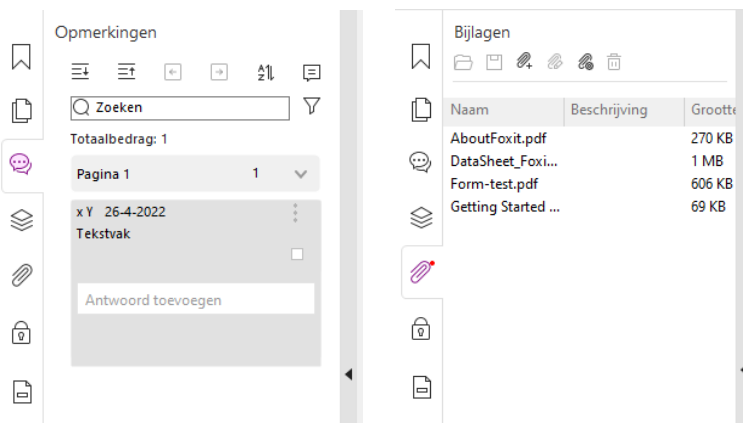 Opmerkingen
Zoeken
Totaalbedrag: 1
Pagina 1 1
x Y 26-4-2022
Tekstvak
Antwoord toevoegen
Bijlagen
Naam Beschrijving Grootte
AboutFoxit.pdf 270 KB
DataSheet_Foxi... 1 MB
Form-test.pdf 606 KB
Getting Started ... 69 KB